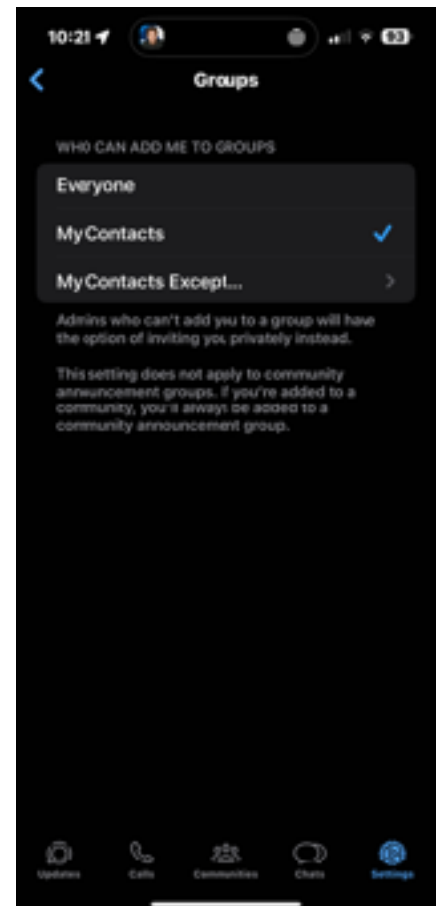 10:21
93
Groups
WHO CAN ADD ME TO GROUPS
Everyone
My Contacts
My Contacts Except...
Admins who can't add you to a group will have
the option of inviting you privately instead.
This setting does not apply to community
announcement groups. If you're added to a
community, you'll always be added to a
community announcement group.
Updates
Calls
Communities
Chats
Settings